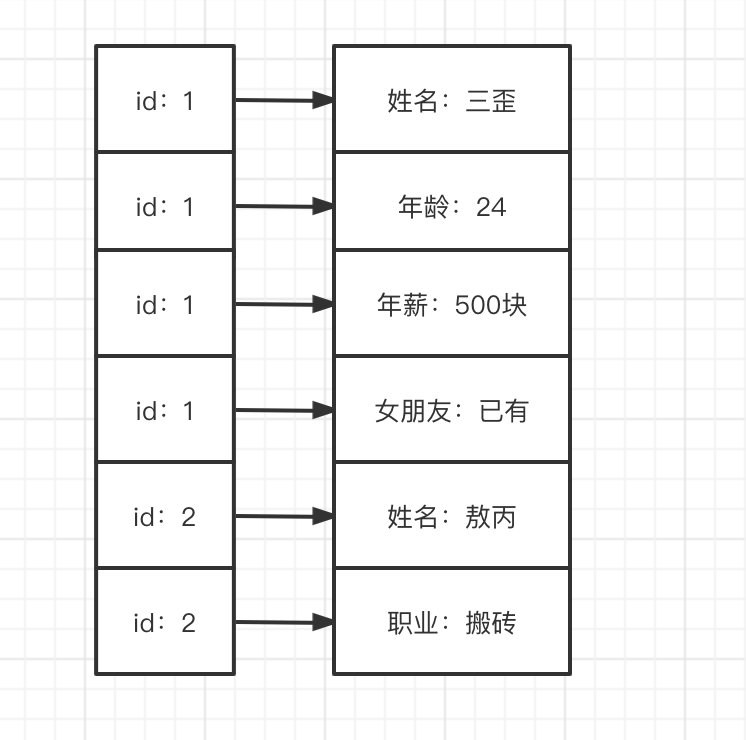 id：1 姓名：三歪
id：1 年龄：24
id：1 年薪：500块
id：1 女朋友：已有
id：2 姓名：敖丙
id：2 职业：搬砖